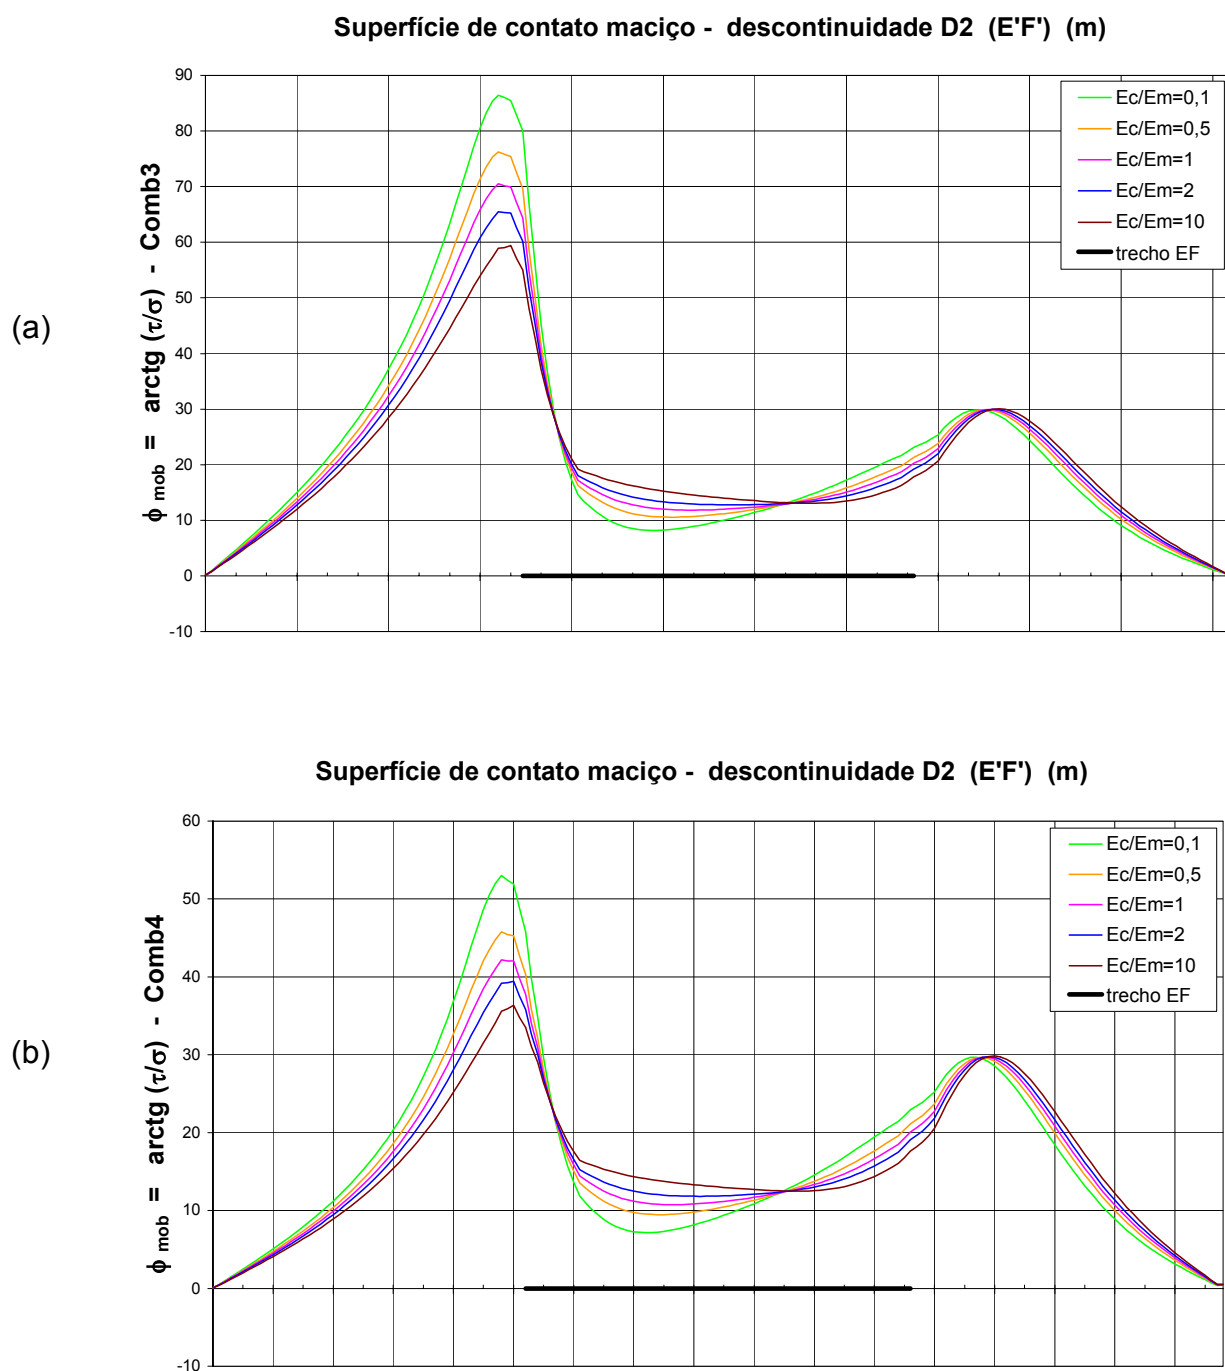 Superfície de contato maciço - descontinuidade D2 (E'F') (m)
90
80
70
60
50
40
30
20
10
0
-10
ϕ mob = arctg (τ/σ) - Comb3
Ec/Em=0,1
Ec/Em=0,5
Ec/Em=1
Ec/Em=2
Ec/Em=10
trecho EF
(a)
Superfície de contato maciço - descontinuidade D2 (E'F') (m)
60
50
40
30
20
10
0
-10
ϕ mob = arctg (τ/σ) - Comb4
Ec/Em=0,1
Ec/Em=0,5
Ec/Em=1
Ec/Em=2
Ec/Em=10
trecho EF
(b)